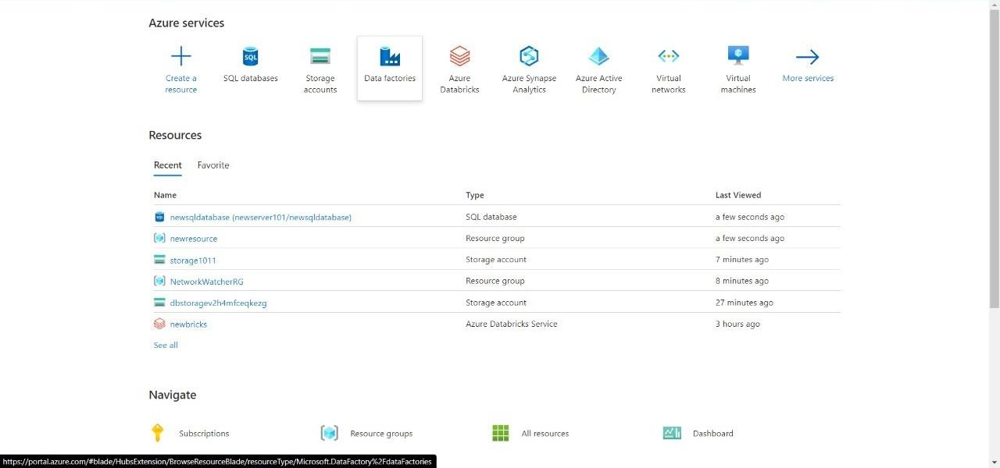 Azure services
Create a resource
SQL
SQL databases
Storage accounts
Data factories
Azure Databricks
Azure Synapse Analytics
Azure Active Directory
Virtual networks
Virtual machines
More services
Resources
Recent Favorite
Name Type Last Viewed
SQL newsqldatabase (newserver101/newsqldatabase) SQL database a few seconds ago
newresource Resource group a few seconds ago
storage1011 Storage account 7 minutes ago
NetworkWatcherRG Resource group 8 minutes ago
dbstoragev2h4mfceqkezg Storage account 27 minutes ago
newbricks Azure Databricks Service 3 hours ago
See all
Navigate
Subscriptions Resource groups All resources Dashboard
https://portal.azure.com/#blade/HubsExtension/BrowseResourceBlade/resourceType/Microsoft.DataFactory%2FdataFactories